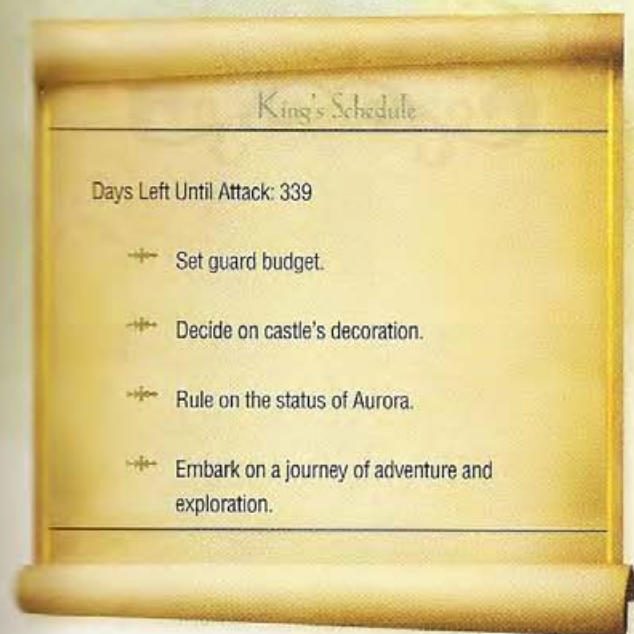 King's Schedule
Days Left Until Attack: 339
Set guard budget.
Decide on castle's decoration.
Rule on the status of Aurora.
Embark on a journey of adventure and
exploration.